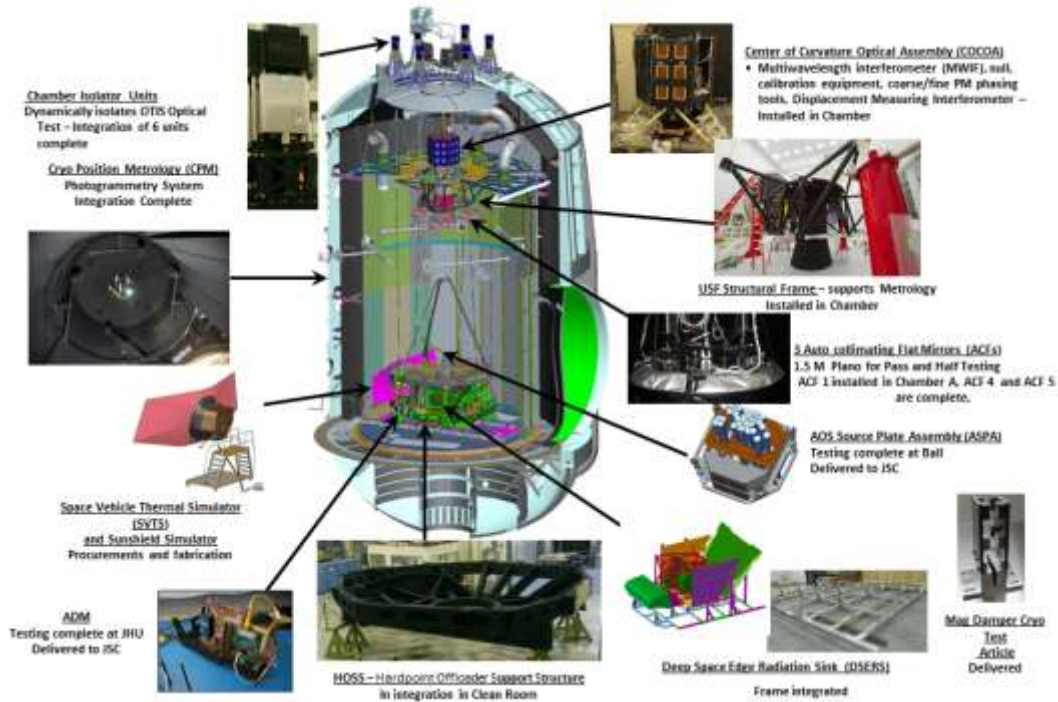 Chamber Isolator Units
Dynamically isolates OTIS Optical
Test – Integration of 6 units
complete
Cryo Position Metrology (CPM)
Photogrammetry System
Integration Complete
Space Vehicle Thermal Simulator
(SVTS)
and Sunshield Simulator
Procurements and fabrication
ADM
Testing complete at JHU
Delivered to JSC
HOSS – Hardpoint Offloader Support Structure
In integration in Clean Room
Center of Curvature Optical Assembly (COCOA)
• Multiwavelength interferometer (MWIF), null,
calibration equipment, coarse/fine PM phasing
tools, Displacement Measuring Interferometer –
Installed in Chamber
USF Structural Frame – supports Metrology
Installed in Chamber
3 Auto collimating Flat Mirrors (ACFs)
1.5 M Plano for Pass and Half Testing
ACF 1 installed in Chamber A, ACF 4 and ACF 5
are complete,
AOS Source Plate Assembly (ASPA)
Testing complete at Ball
Delivered to JSC
Deep Space Edge Radiation Sink (DSERS)
Frame integrated
Mag Damper Cryo
Test
Article
Delivered